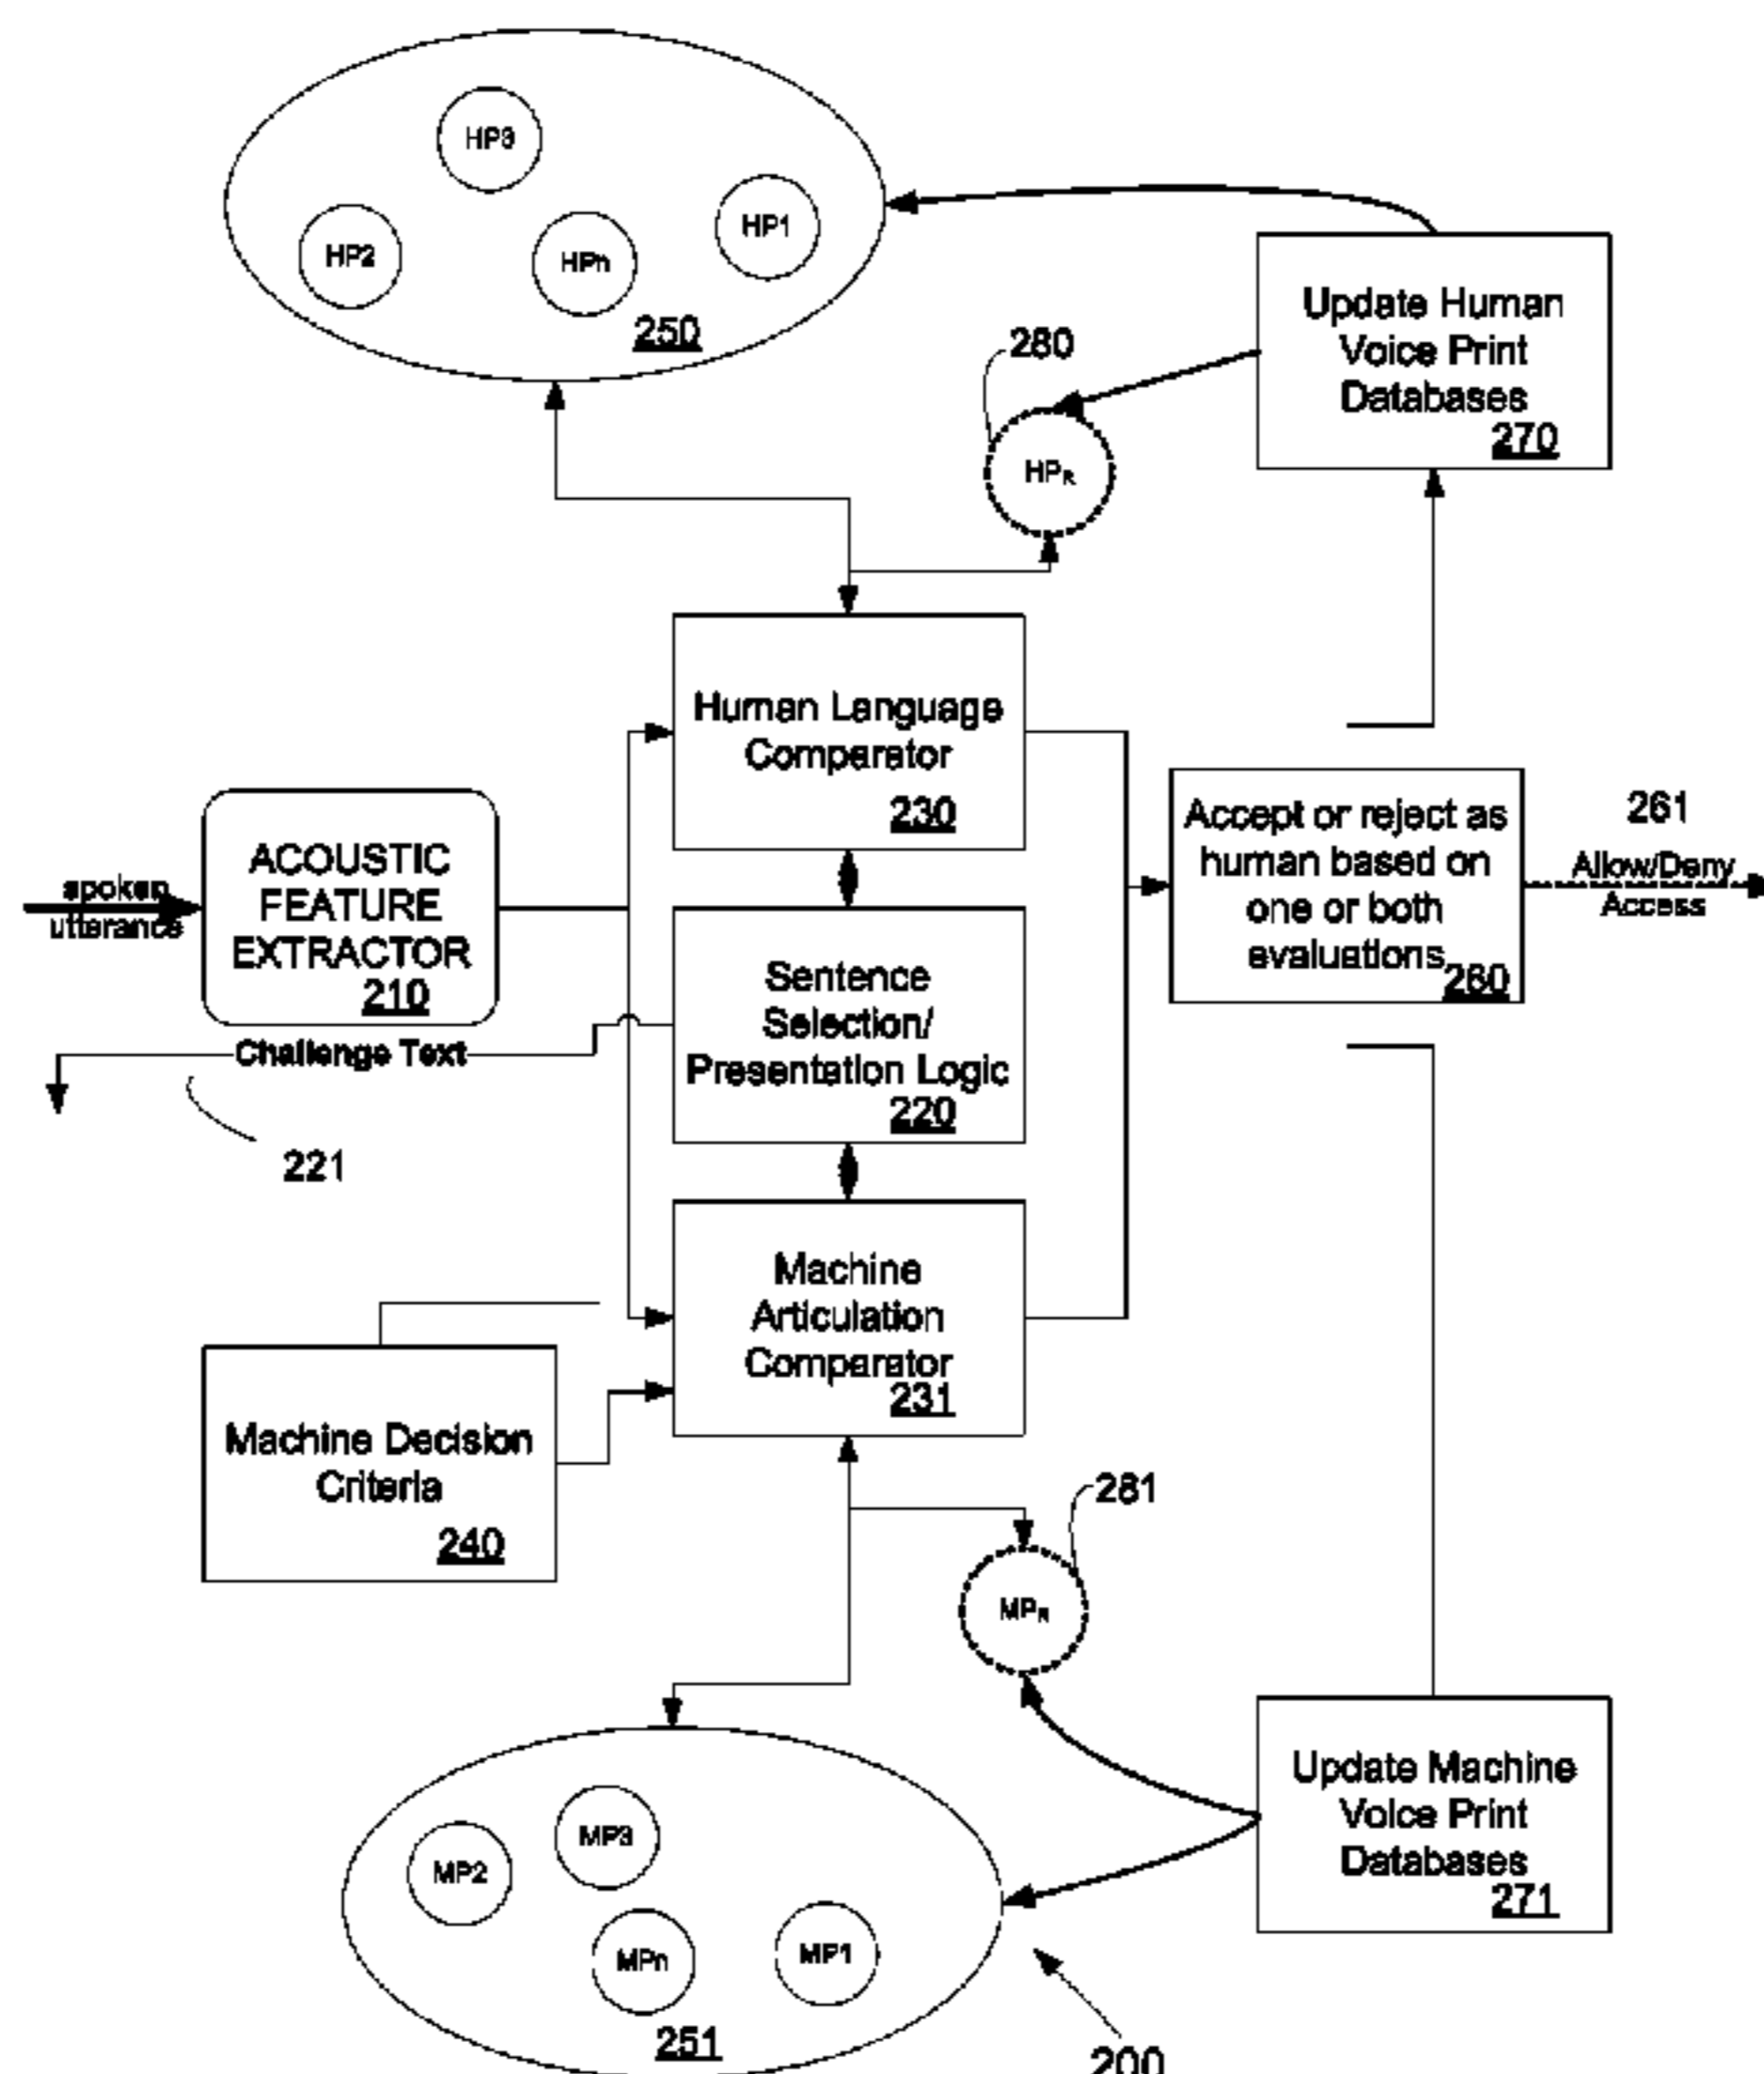 HP3
HP1
HP2
HPn
250
Update Human
Voice Print
Databases
270
280
HPR
Human Language
Comparator
230
261
Accept or reject as
human based on
one or both
evaluations
260
Allow/Deny
Access
spoken
utterance
ACOUSTIC
FEATURE
EXTRACTOR
210
Sentence
Selection/
Presentation Logic
220
Challenge Text
221
Machine
Articulation
Comparator
231
Machine Decision
Criteria
240
281
MPR
Update Machine
Voice Print
Databases
271
MP3
MP2
MPn
MP1
251
200